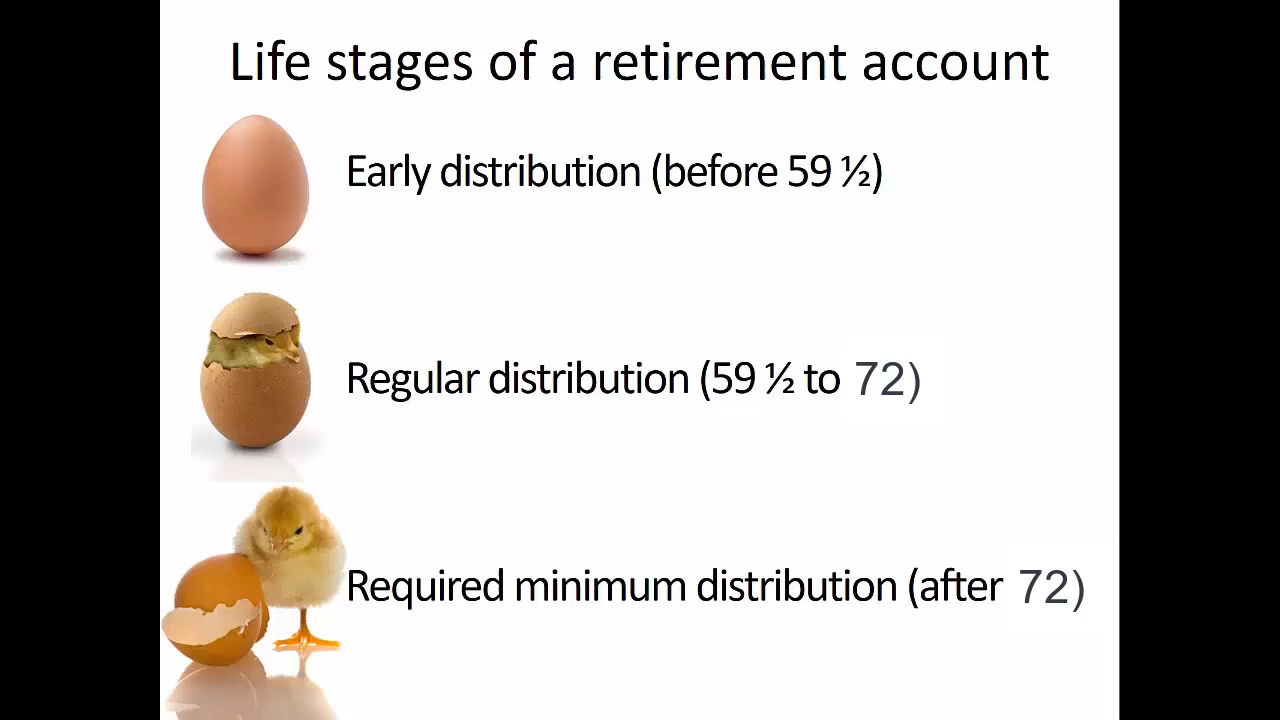 Life stages of a retirement account
Early distribution (before 59 ½)
Regular distribution (59 ½ to 72)
Required minimum distribution (after 72)